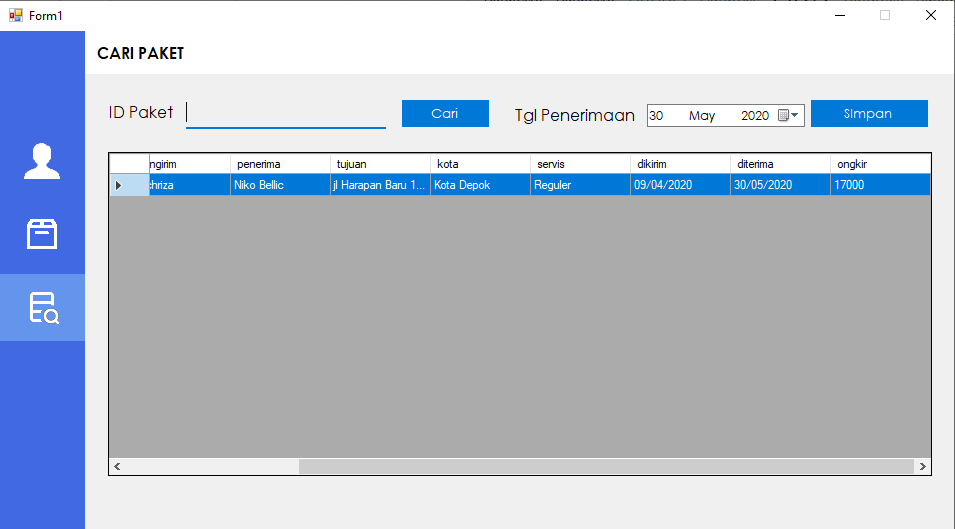 Form1
CARI PAKET
ID Paket Cari Tgl Penerimaan 30 May 2020 SImpan
ngirim penerima tujuan kota servis dikirim diterima ongkir
hriza Niko Bellic jl Harapan Baru 1... Kota Depok Reguler 09/04/2020 30/05/2020 17000